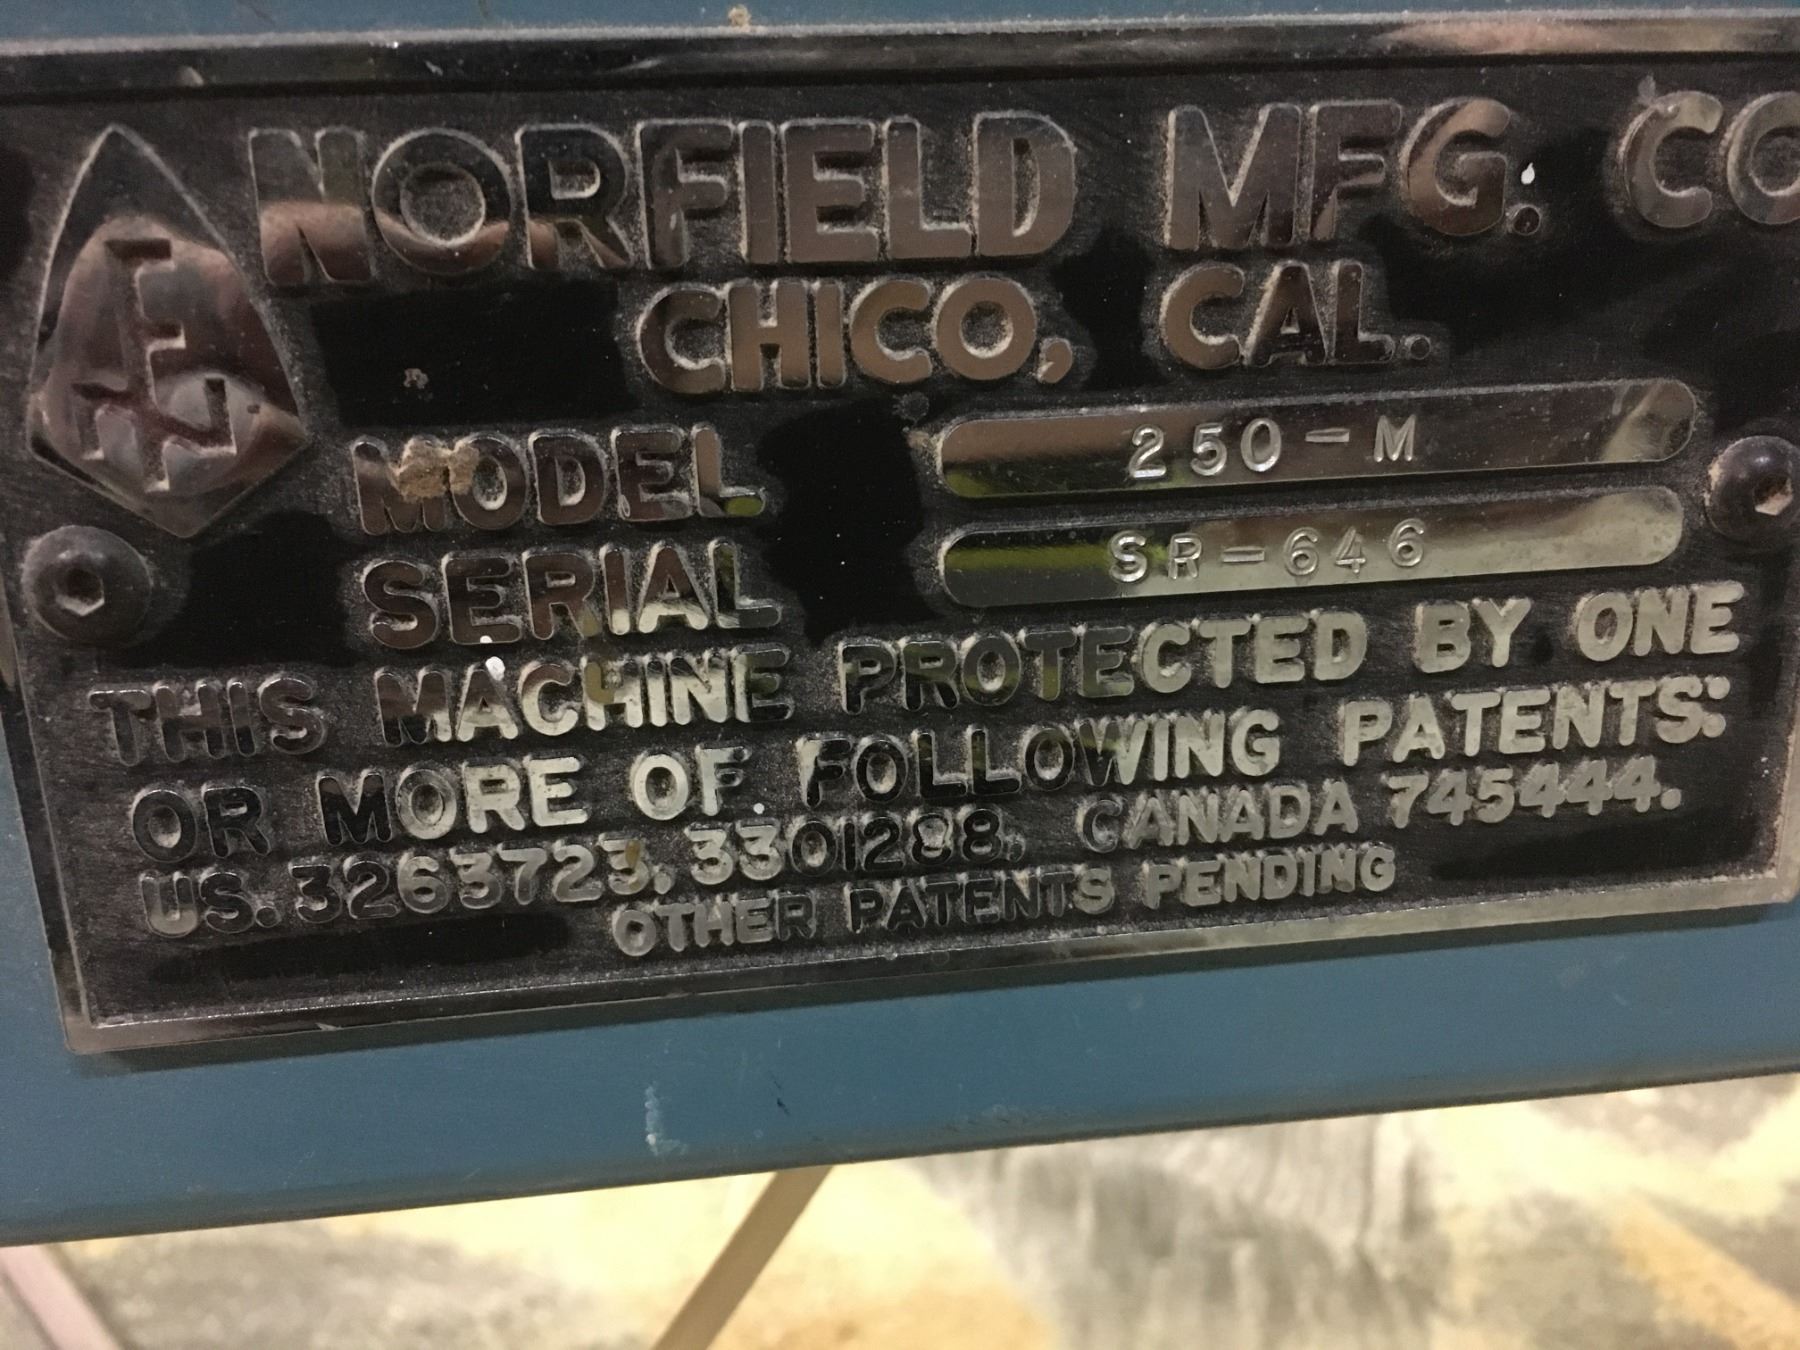 NORFIELD MFG. CO
CHICO, CAL.
MODEL 250-M
SERIAL SR-646
THIS MACHINE PROTECTED BY ONE
OR MORE OF FOLLOWING PATENTS:
US. 3263723, 3301288, CANADA 745444.
OTHER PATENTS PENDING